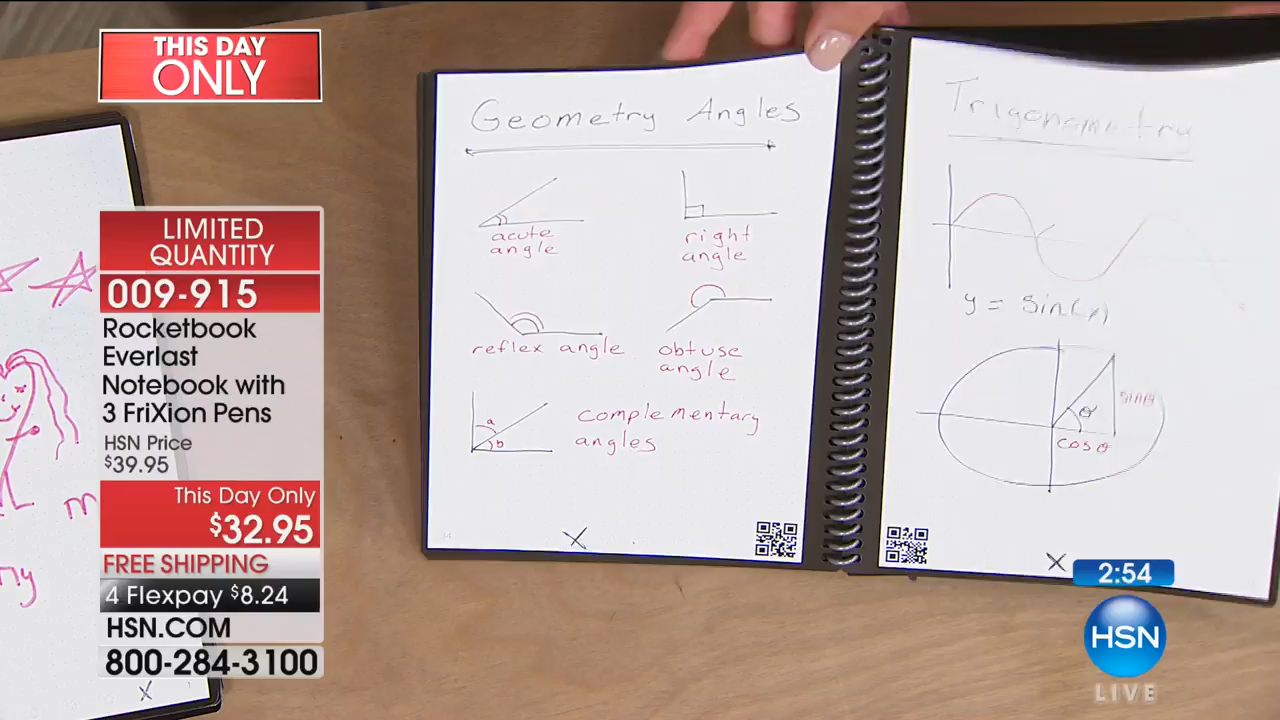 THIS DAY
ONLY
LIMITED
QUANTITY
009-915
Rocketbook
Everlast
Notebook with
3 FriXion Pens
HSN Price
$39.95
This Day Only
$32.95
FREE SHIPPING
4 Flexpay $8.24
HSN.COM
800-284-3100
my
x
Geometry Angles
acute
angle
right
angle
reflex angle
obtuse
angle
a
b
complementary
angles
x
Trigonometry
y = sin(x)
θ
sinθ
cos θ
x
2:54
HSN
LIVE